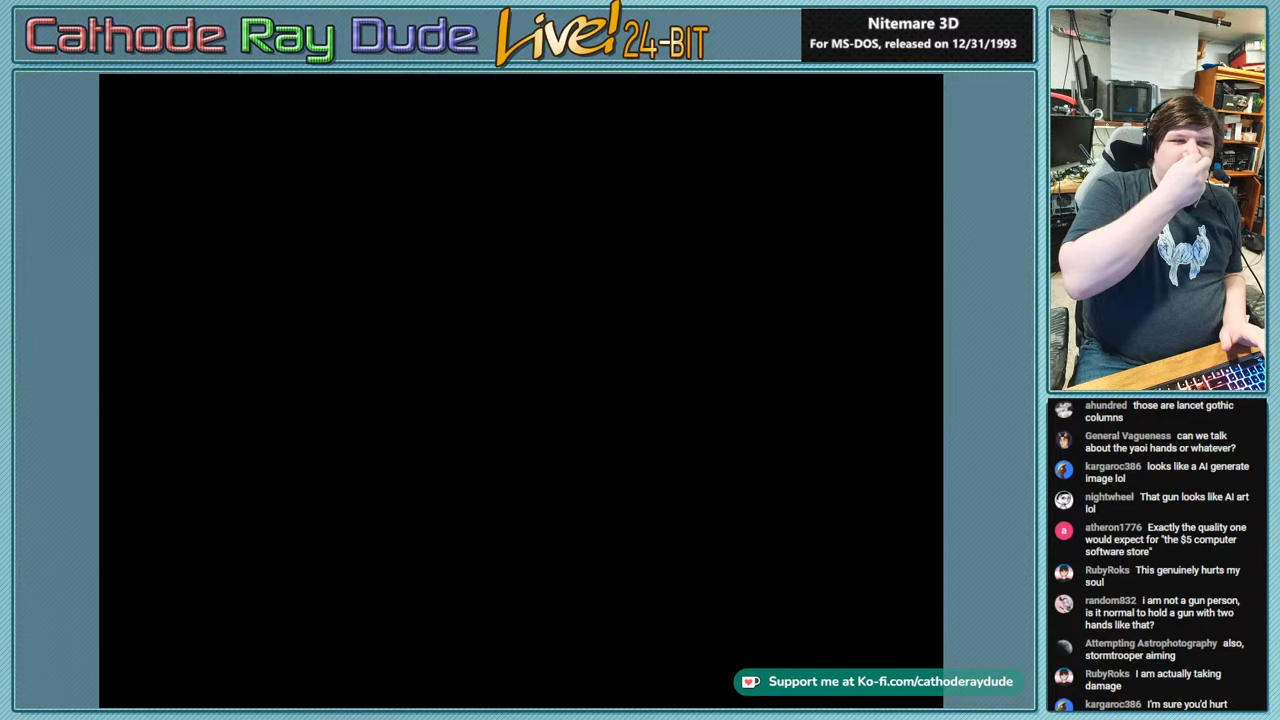 Cathode Ray Dude Live! 24-BIT
Nitemare 3D
For MS-DOS, released on 12/31/1993
ahundred those are lancet gothic
columns
General Vagueness can we talk
about the yaoi hands or whatever?
kargaroc386 looks like a AI generate
image lol
nightwheel That gun looks like AI art
lol
a
atheron1776 Exactly the quality one
would expect for "the $5 computer
software store"
RubyRoks This genuinely hurts my
soul
random832 i am not a gun person,
is it normal to hold a gun with two
hands like that?
Attempting Astrophotography also,
stormtrooper aiming
RubyRoks I am actually taking
damage
kargaroc386 I'm sure you'd hurt
Support me at Ko-fi.com/cathoderaydude